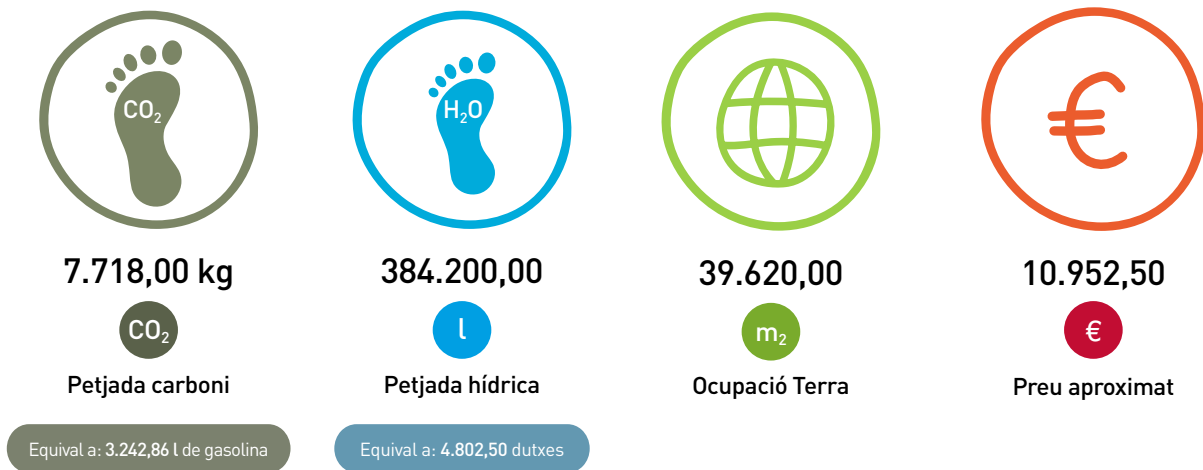 CO₂
7.718,00 kg
CO₂
Petjada carboni
Equival a: 3.242,86 l de gasolina
H₂O
384.200,00
l
Petjada hídrica
Equival a: 4.802,50 dutxes
39.620,00
m₂
Ocupació Terra
€
10.952,50
€
Preu aproximat